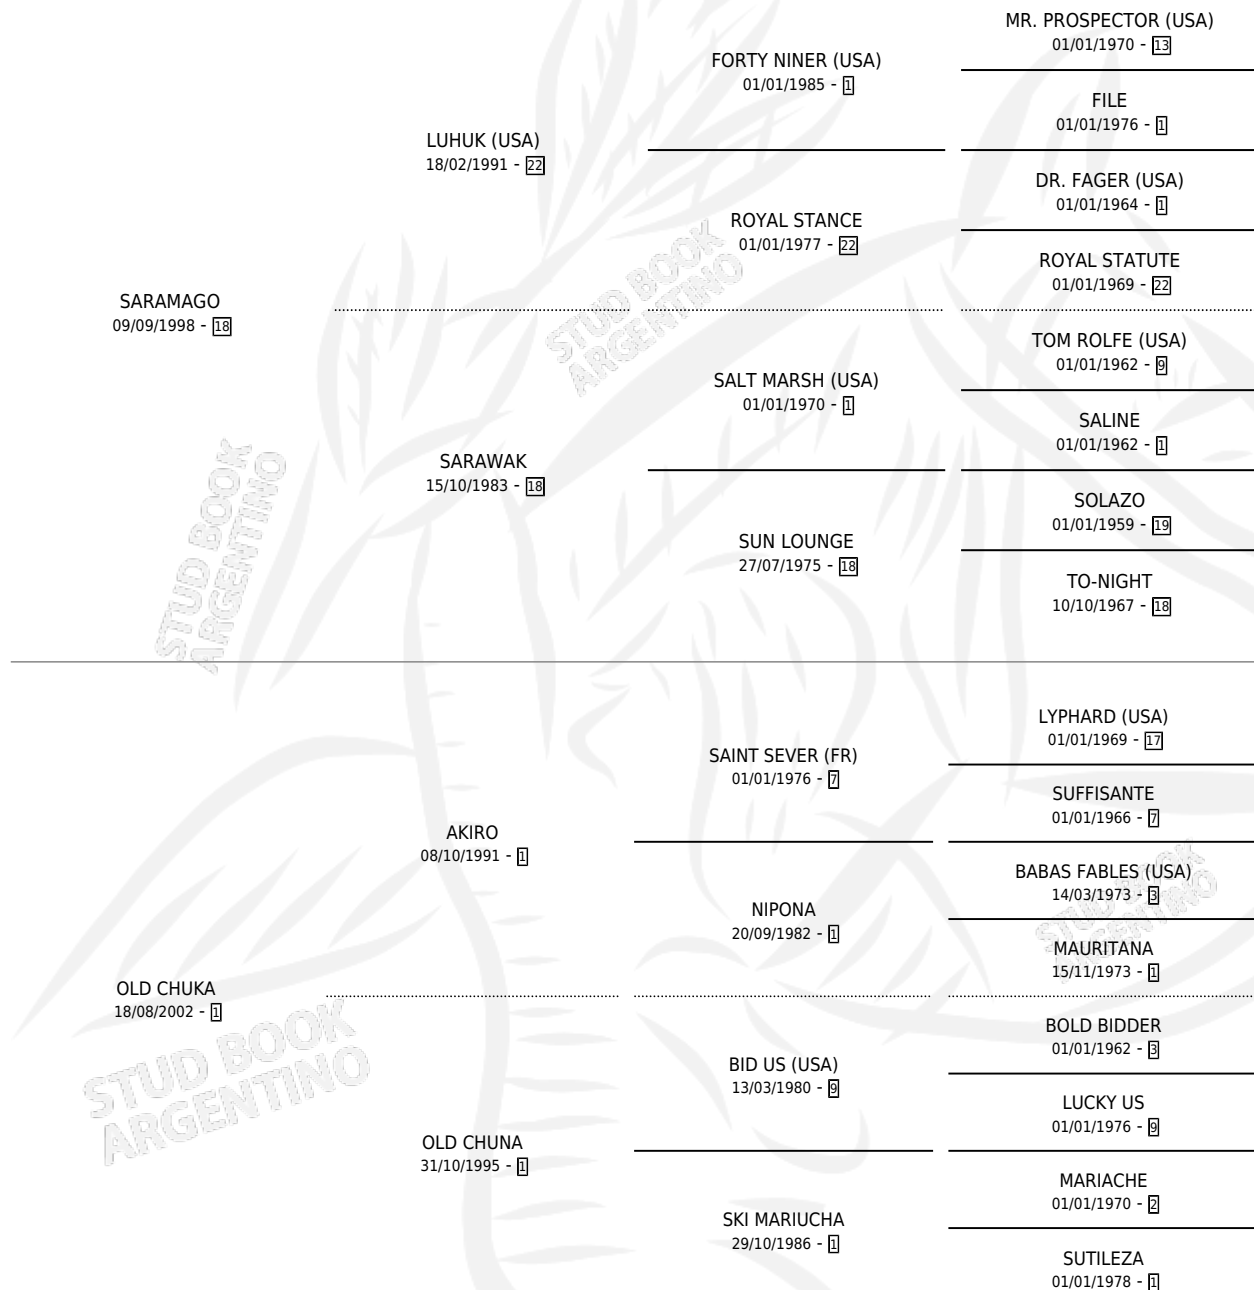 MR. PROSPECTOR (USA)
01/01/1970 - 13
FORTY NINER (USA)
01/01/1985 - 1
FILE
01/01/1976 - 1
LUHUK (USA)
18/02/1991 - 22
DR. FAGER (USA)
01/01/1964 - 1
ROYAL STANCE
01/01/1977 - 22
ROYAL STATUTE
01/01/1969 - 22
STUD BOOK
ARGENTINO
SARAMAGO
09/09/1998 - 18
TOM ROLFE (USA)
01/01/1962 - 9
SALT MARSH (USA)
01/01/1970 - 1
SALINE
01/01/1962 - 1
SARAWAK
15/10/1983 - 18
SOLAZO
01/01/1959 - 19
SUN LOUNGE
27/07/1975 - 18
TO-NIGHT
10/10/1967 - 18
STUD BOOK
ARGENTINO
LYPHARD (USA)
01/01/1969 - 17
SAINT SEVER (FR)
01/01/1976 - 7
SUFFISANTE
01/01/1966 - 7
AKIRO
08/10/1991 - 1
BABAS FABLES (USA)
14/03/1973 - 3
NIPONA
20/09/1982 - 1
MAURITANA
15/11/1973 - 1
STUD BOOK
ARGENTINO
OLD CHUKA
18/08/2002 - 1
STUD BOOK
ARGENTINO
BOLD BIDDER
01/01/1962 - 3
BID US (USA)
13/03/1980 - 9
LUCKY US
01/01/1976 - 9
OLD CHUNA
31/10/1995 - 1
MARIACHE
01/01/1970 - 2
SKI MARIUCHA
29/10/1986 - 1
SUTILEZA
01/01/1978 - 1